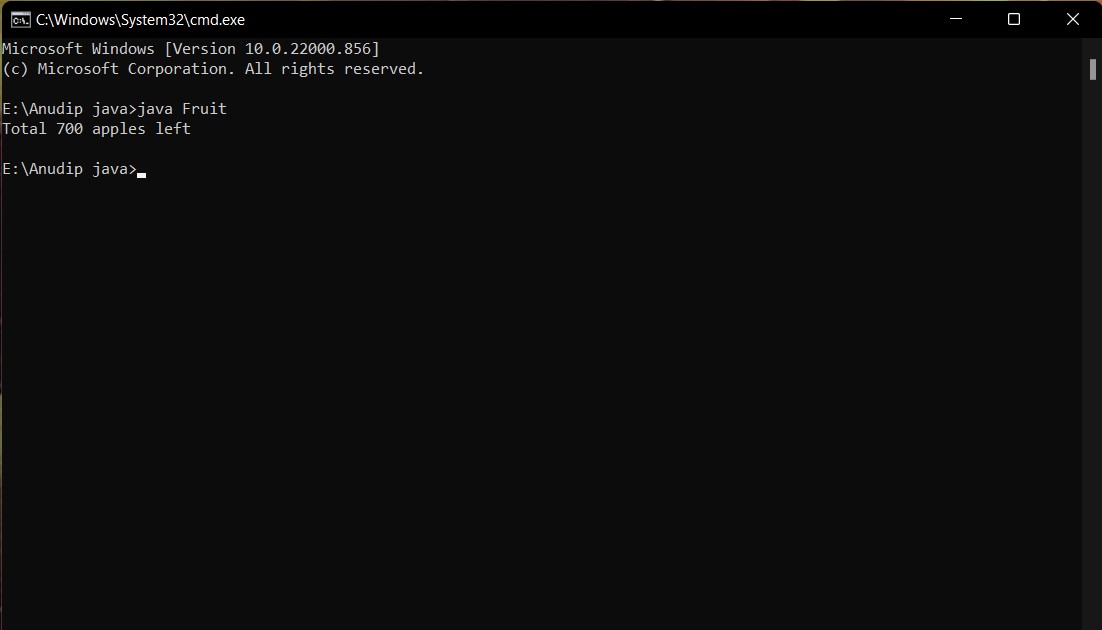 C:\Windows\System32\cmd.exe
Microsoft Windows [Version 10.0.22000.856]
(c) Microsoft Corporation. All rights reserved.
E:\Anudip java>java Fruit
Total 700 apples left
E:\Anudip java>